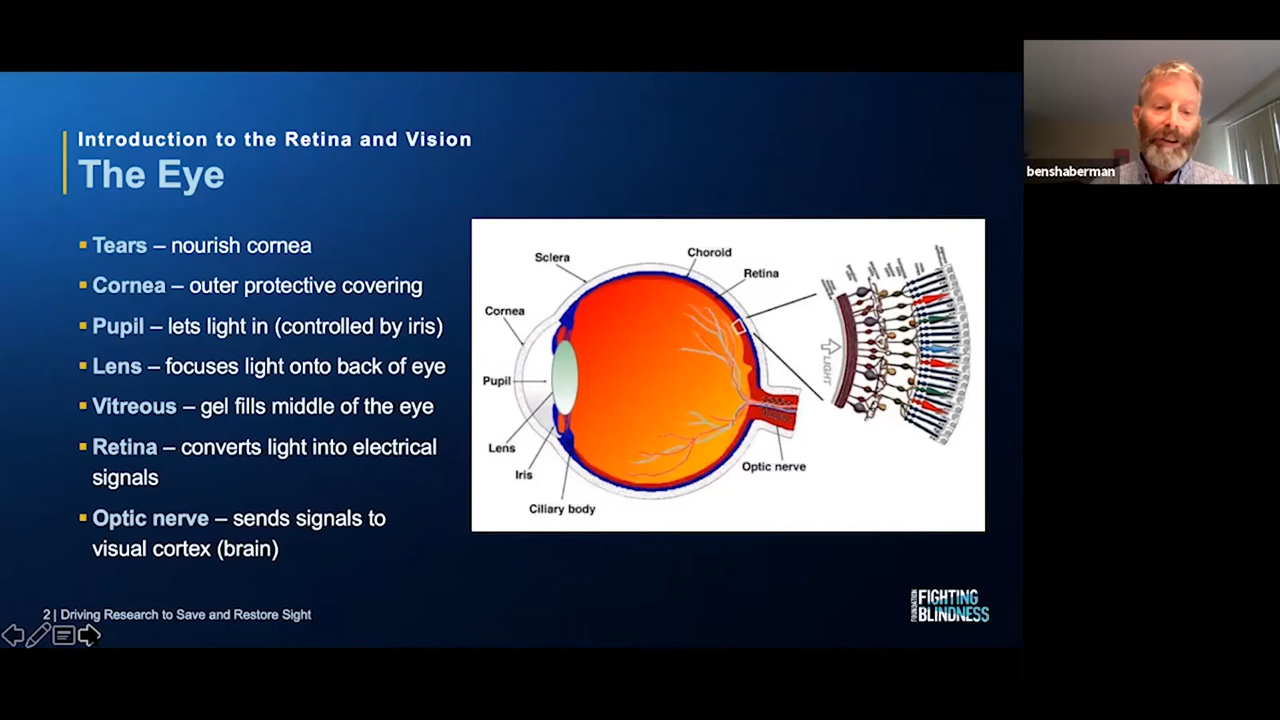 Introduction to the Retina and Vision
The Eye
▪ Tears – nourish cornea
▪ Cornea – outer protective covering
▪ Pupil – lets light in (controlled by iris)
▪ Lens – focuses light onto back of eye
▪ Vitreous – gel fills middle of the eye
▪ Retina – converts light into electrical
signals
▪ Optic nerve – sends signals to
visual cortex (brain)
Sclera
Choroid
Retina
Cornea
Pupil
Lens
Iris
Ciliary body
Optic nerve
LIGHT
2 | Driving Research to Save and Restore Sight
FOUNDATION
FIGHTING
BLINDNESS
benshaberman